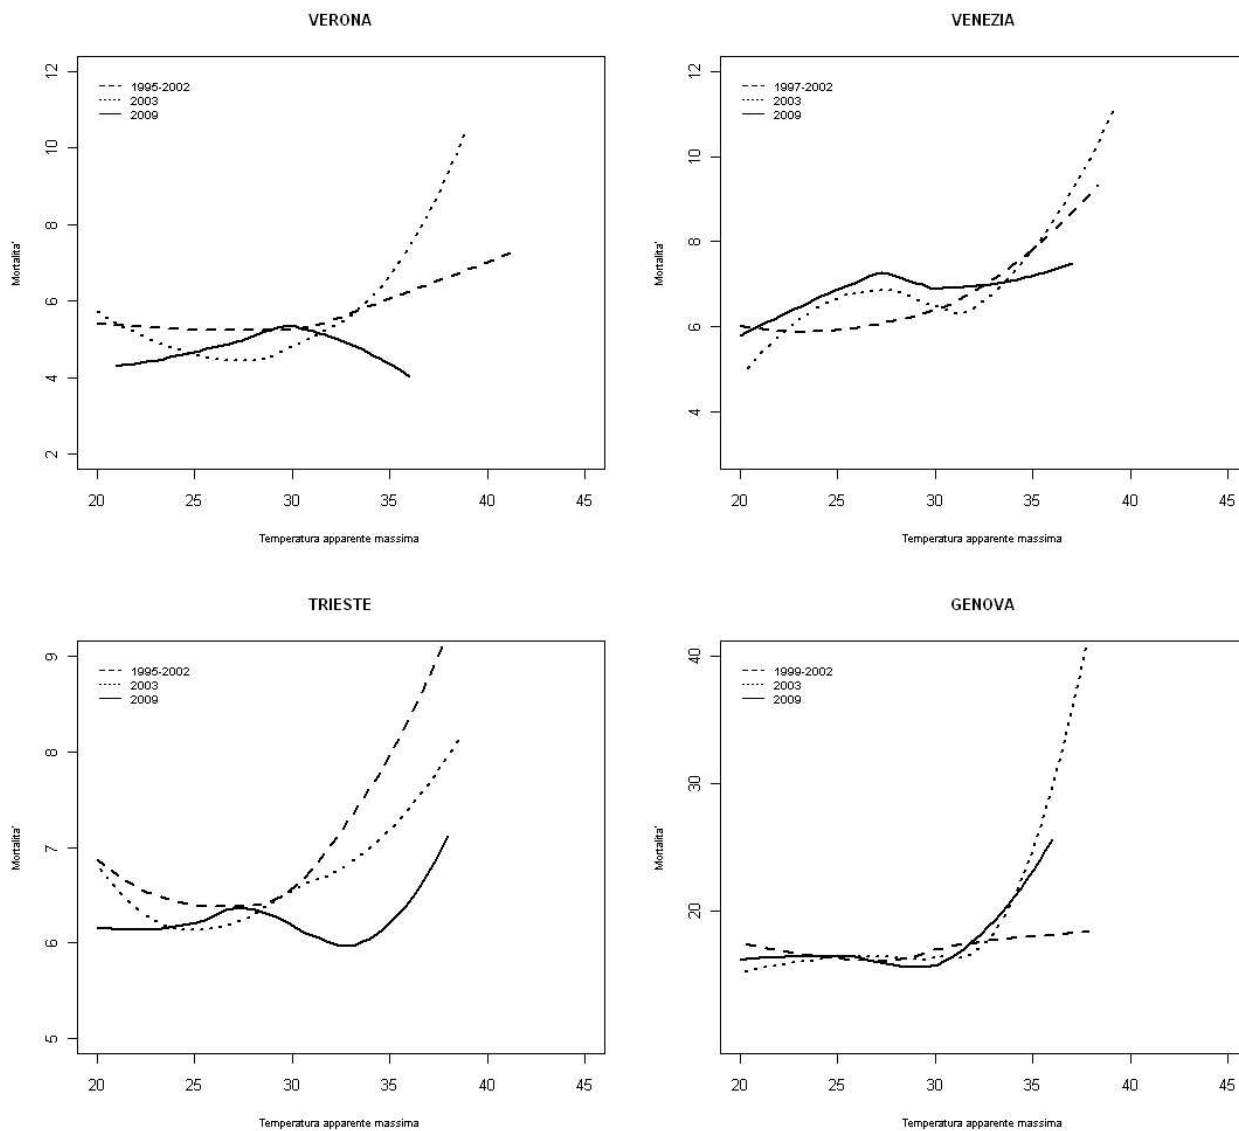 VERONA
12
10
8
6
4
2
Mortalita'
1995-2002
2003
2009
20 25 30 35 40 45
Temperatura apparente massima
VENEZIA
12
10
8
6
4
Mortalita'
1997-2002
2003
2009
20 25 30 35 40 45
Temperatura apparente massima
TRIESTE
9
8
7
6
5
Mortalita'
1995-2002
2003
2009
20 25 30 35 40 45
Temperatura apparente massima
GENOVA
40
30
20
Mortalita'
1999-2002
2003
2009
20 25 30 35 40 45
Temperatura apparente massima